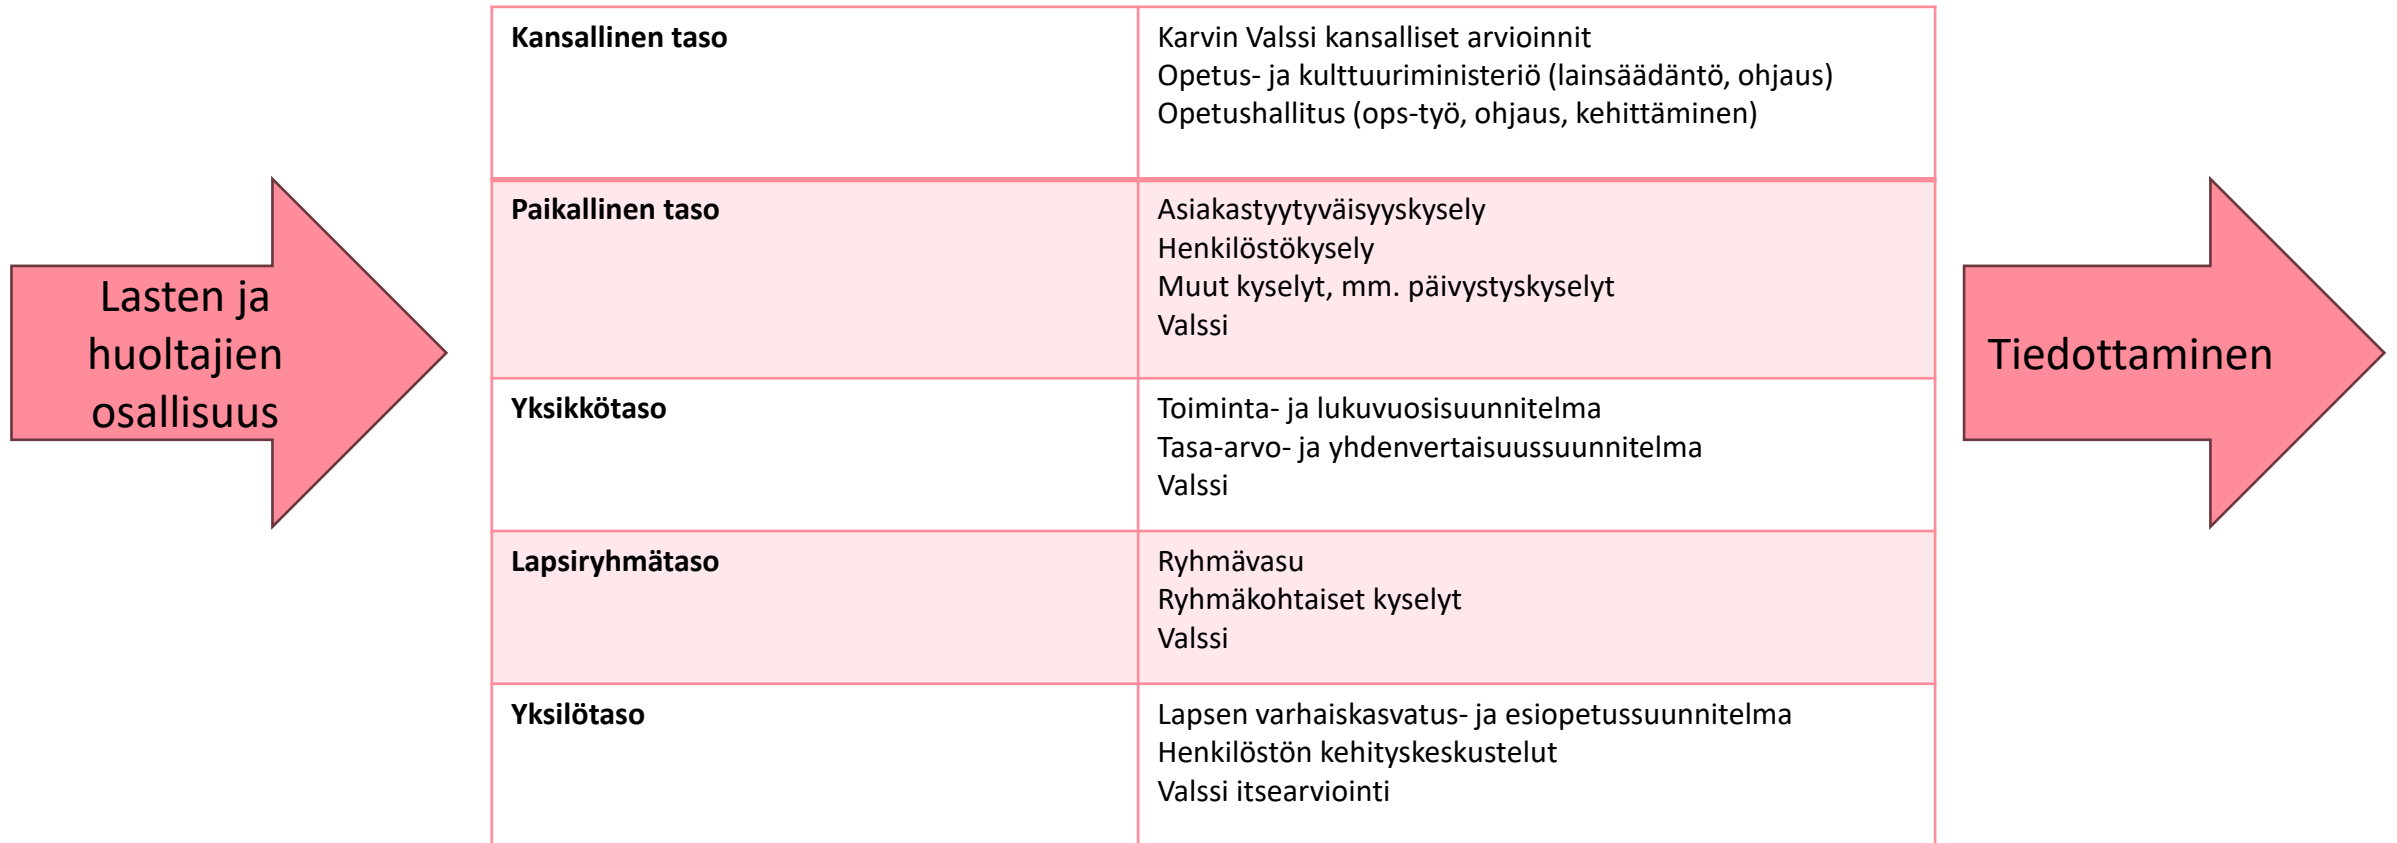 Lasten ja
huoltajien
osallisuus
Kansallinen taso
Karvin Valssi kansalliset arvioinnit
Opetus- ja kulttuuriministeriö (lainsäädäntö, ohjaus)
Opetushallitus (ops-työ, ohjaus, kehittäminen)
Paikallinen taso
Asiakastyytyväisyyskysely
Henkilöstökysely
Muut kyselyt, mm. päivystyskyselyt
Valssi
Yksikkötaso
Toiminta- ja lukuvuosisuunnitelma
Tasa-arvo- ja yhdenvertaisuussuunnitelma
Valssi
Lapsiryhmätaso
Ryhmävasu
Ryhmäkohtaiset kyselyt
Valssi
Yksilötaso
Lapsen varhaiskasvatus- ja esiopetussuunnitelma
Henkilöstön kehityskeskustelut
Valssi itsearviointi
Tiedottaminen